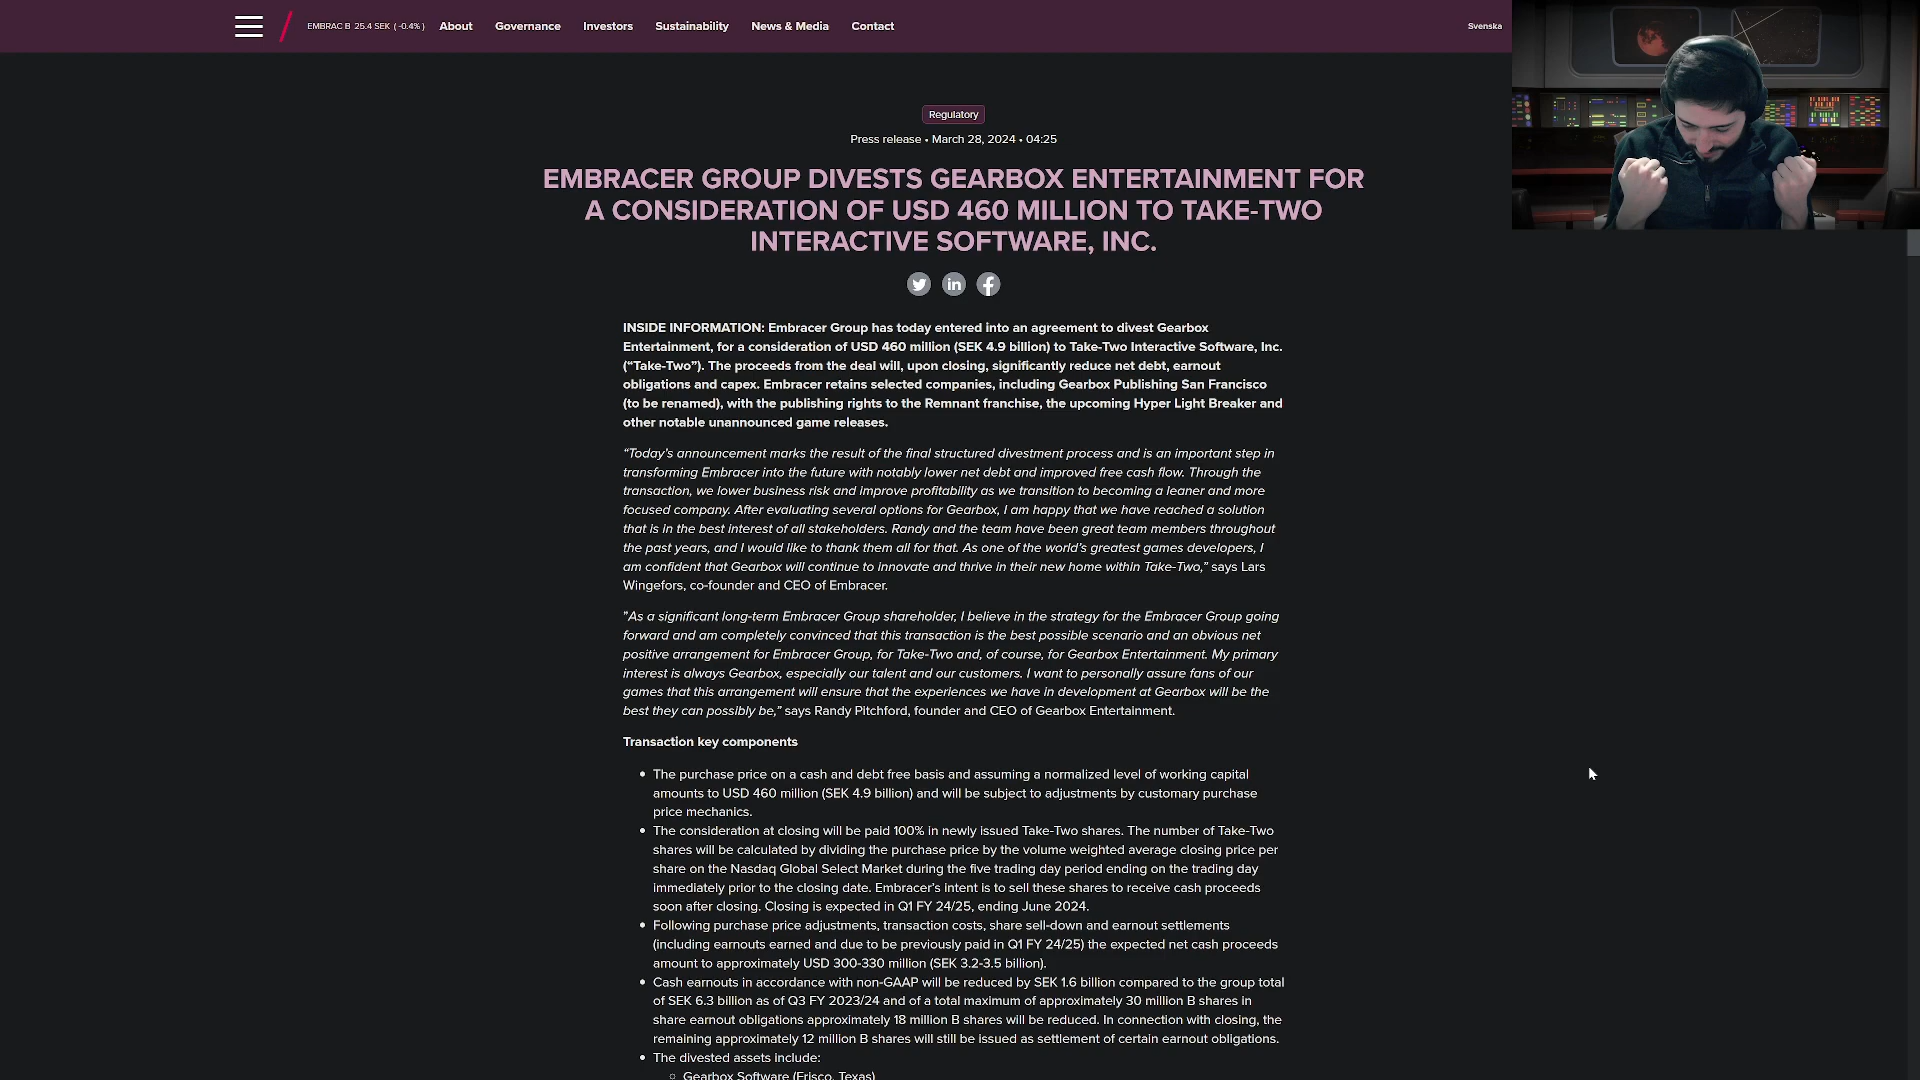 EMBRAC B 25.4 SEK ( -0.4% ) About Governance Investors Sustainability News & Media Contact Svenska
Regulatory
Press release • March 28, 2024 • 04:25
EMBRACER GROUP DIVESTS GEARBOX ENTERTAINMENT FOR
A CONSIDERATION OF USD 460 MILLION TO TAKE-TWO
INTERACTIVE SOFTWARE, INC.
INSIDE INFORMATION: Embracer Group has today entered into an agreement to divest Gearbox
Entertainment, for a consideration of USD 460 million (SEK 4.9 billion) to Take-Two Interactive Software, Inc.
(“Take-Two”). The proceeds from the deal will, upon closing, significantly reduce net debt, earnout
obligations and capex. Embracer retains selected companies, including Gearbox Publishing San Francisco
(to be renamed), with the publishing rights to the Remnant franchise, the upcoming Hyper Light Breaker and
other notable unannounced game releases.
“Today’s announcement marks the result of the final structured divestment process and is an important step in
transforming Embracer into the future with notably lower net debt and improved free cash flow. Through the
transaction, we lower business risk and improve profitability as we transition to becoming a leaner and more
focused company. After evaluating several options for Gearbox, I am happy that we have reached a solution
that is in the best interest of all stakeholders. Randy and the team have been great team members throughout
the past years, and I would like to thank them all for that. As one of the world’s greatest games developers, I
am confident that Gearbox will continue to innovate and thrive in their new home within Take-Two,” says Lars
Wingefors, co-founder and CEO of Embracer.
”As a significant long-term Embracer Group shareholder, I believe in the strategy for the Embracer Group going
forward and am completely convinced that this transaction is the best possible scenario and an obvious net
positive arrangement for Embracer Group, for Take-Two and, of course, for Gearbox Entertainment. My primary
interest is always Gearbox, especially our talent and our customers. I want to personally assure fans of our
games that this arrangement will ensure that the experiences we have in development at Gearbox will be the
best they can possibly be,” says Randy Pitchford, founder and CEO of Gearbox Entertainment.
Transaction key components
• The purchase price on a cash and debt free basis and assuming a normalized level of working capital
amounts to USD 460 million (SEK 4.9 billion) and will be subject to adjustments by customary purchase
price mechanics.
• The consideration at closing will be paid 100% in newly issued Take-Two shares. The number of Take-Two
shares will be calculated by dividing the purchase price by the volume weighted average closing price per
share on the Nasdaq Global Select Market during the five trading day period ending on the trading day
immediately prior to the closing date. Embracer’s intent is to sell these shares to receive cash proceeds
soon after closing. Closing is expected in Q1 FY 24/25, ending June 2024.
• Following purchase price adjustments, transaction costs, share sell-down and earnout settlements
(including earnouts earned and due to be previously paid in Q1 FY 24/25) the expected net cash proceeds
amount to approximately USD 300-330 million (SEK 3.2-3.5 billion).
• Cash earnouts in accordance with non-GAAP will be reduced by SEK 1.6 billion compared to the group total
of SEK 6.3 billion as of Q3 FY 2023/24 and of a total maximum of approximately 30 million B shares in
share earnout obligations approximately 18 million B shares will be reduced. In connection with closing, the
remaining approximately 12 million B shares will still be issued as settlement of certain earnout obligations.
• The divested assets include:
○ Gearbox Software (Frisco, Texas)